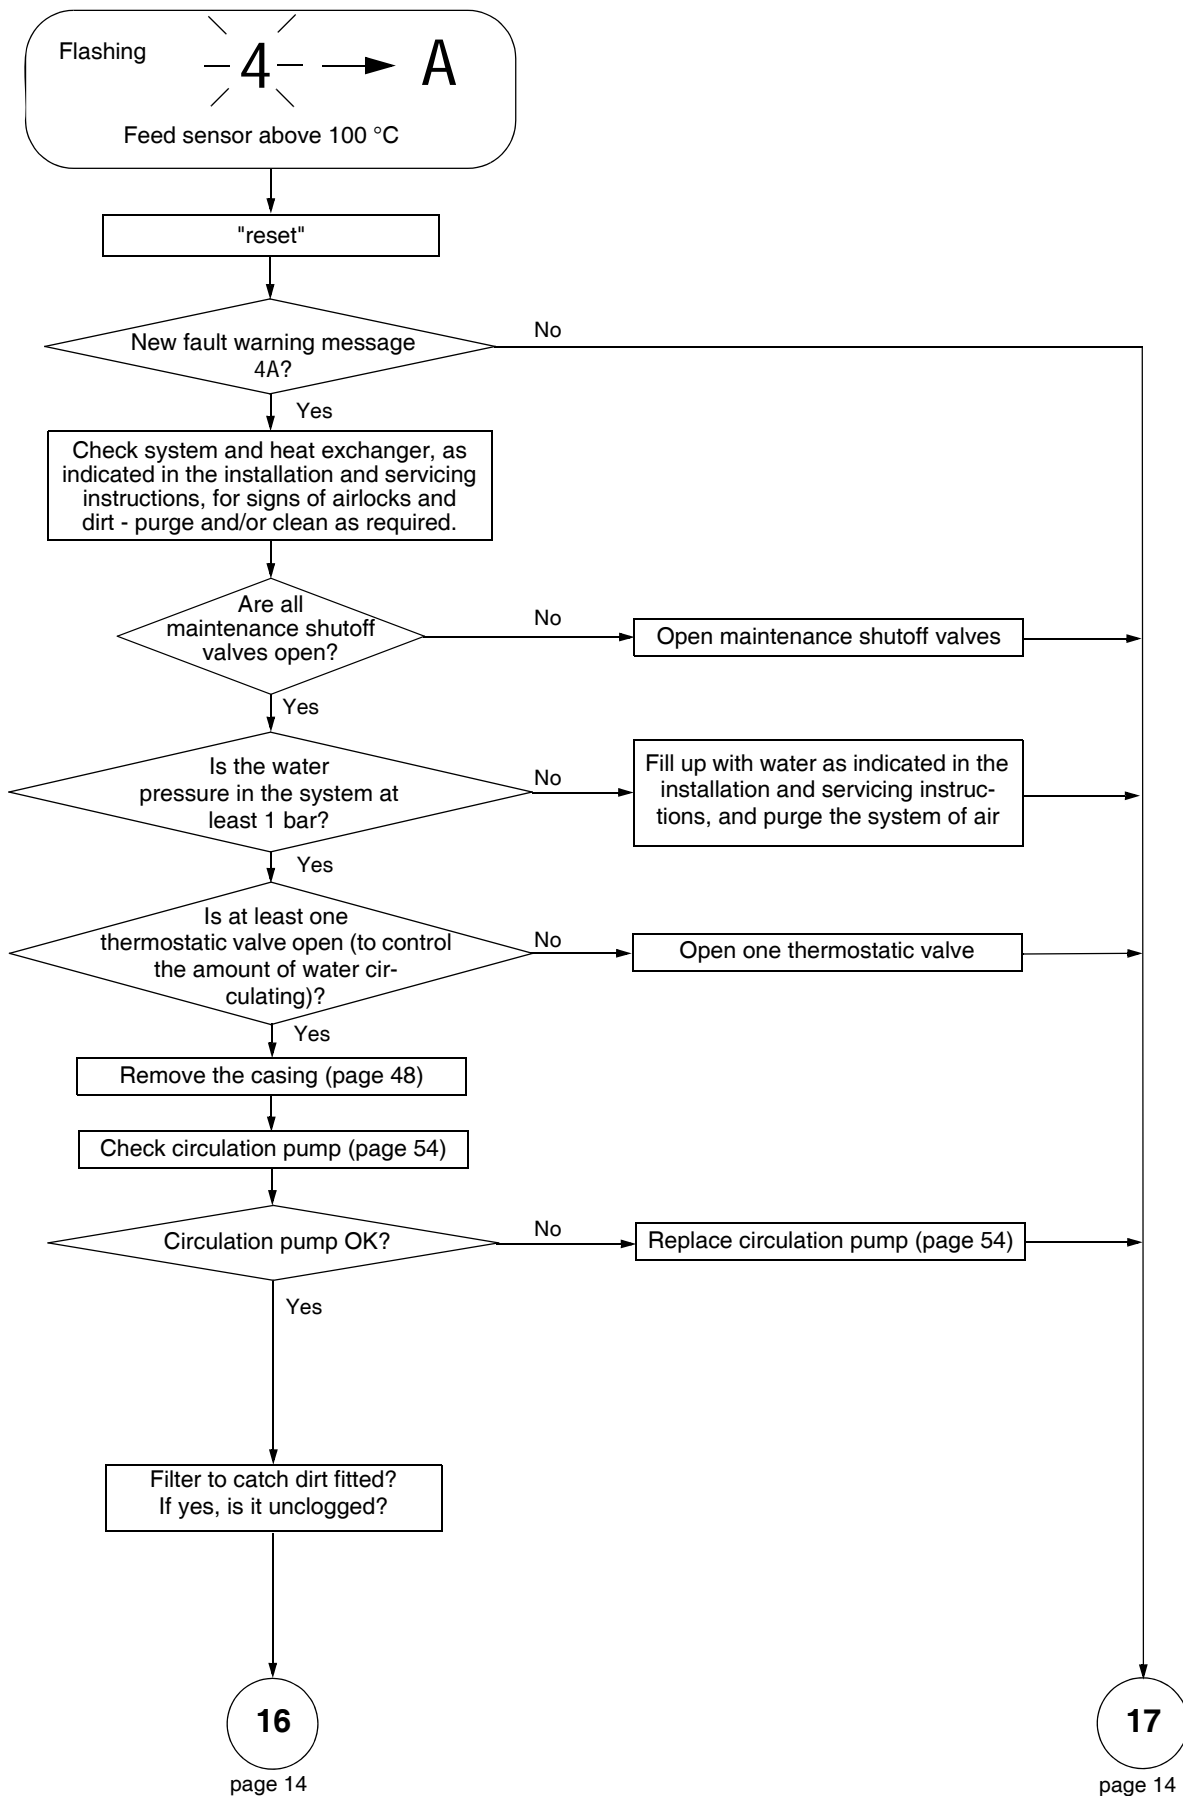 Flashing
4
A
Feed sensor above 100 °C
"reset"
New fault warning message
4A?
No
Yes
Check system and heat exchanger, as
indicated in the installation and servicing
instructions, for signs of airlocks and
dirt - purge and/or clean as required.
Are all
maintenance shutoff
valves open?
No
Open maintenance shutoff valves
Yes
Is the water
pressure in the system at
least 1 bar?
No
Fill up with water as indicated in the
installation and servicing instruc-
tions, and purge the system of air
Yes
Is at least one
thermostatic valve open (to control
the amount of water cir-
culating)?
No
Open one thermostatic valve
Yes
Remove the casing (page 48)
Check circulation pump (page 54)
Circulation pump OK?
No
Replace circulation pump (page 54)
Yes
Filter to catch dirt fitted?
If yes, is it unclogged?
16
page 14
17
page 14